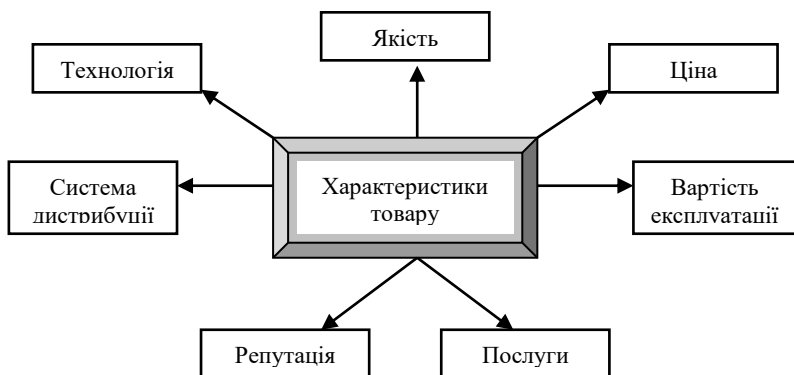 Якість
Технологія
Ціна
Система
дистрибуції
Характеристики
товару
Вартість
експлуатації
Репутація
Послуги